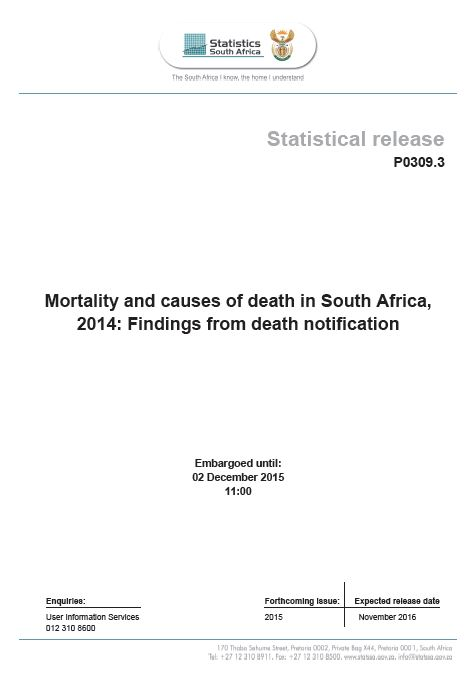 Statistics
South Africa
The South Africa I know, the home I understand
Statistical release
P0309.3
Mortality and causes of death in South Africa,
2014: Findings from death notification
Embargoed until:
02 December 2015
11:00
Enquiries:
Forthcoming issue:
Expected release date
User Information Services
2015
November 2016
012 310 8600
170 Thabo Sehume Street, Pretoria 0002, Private Bag X44, Pretoria 0001, South Africa
Tel: +27 12 310 8911, Fax: +27 12 310 8500, www.statssa.gov.za, info@statssa.gov.za